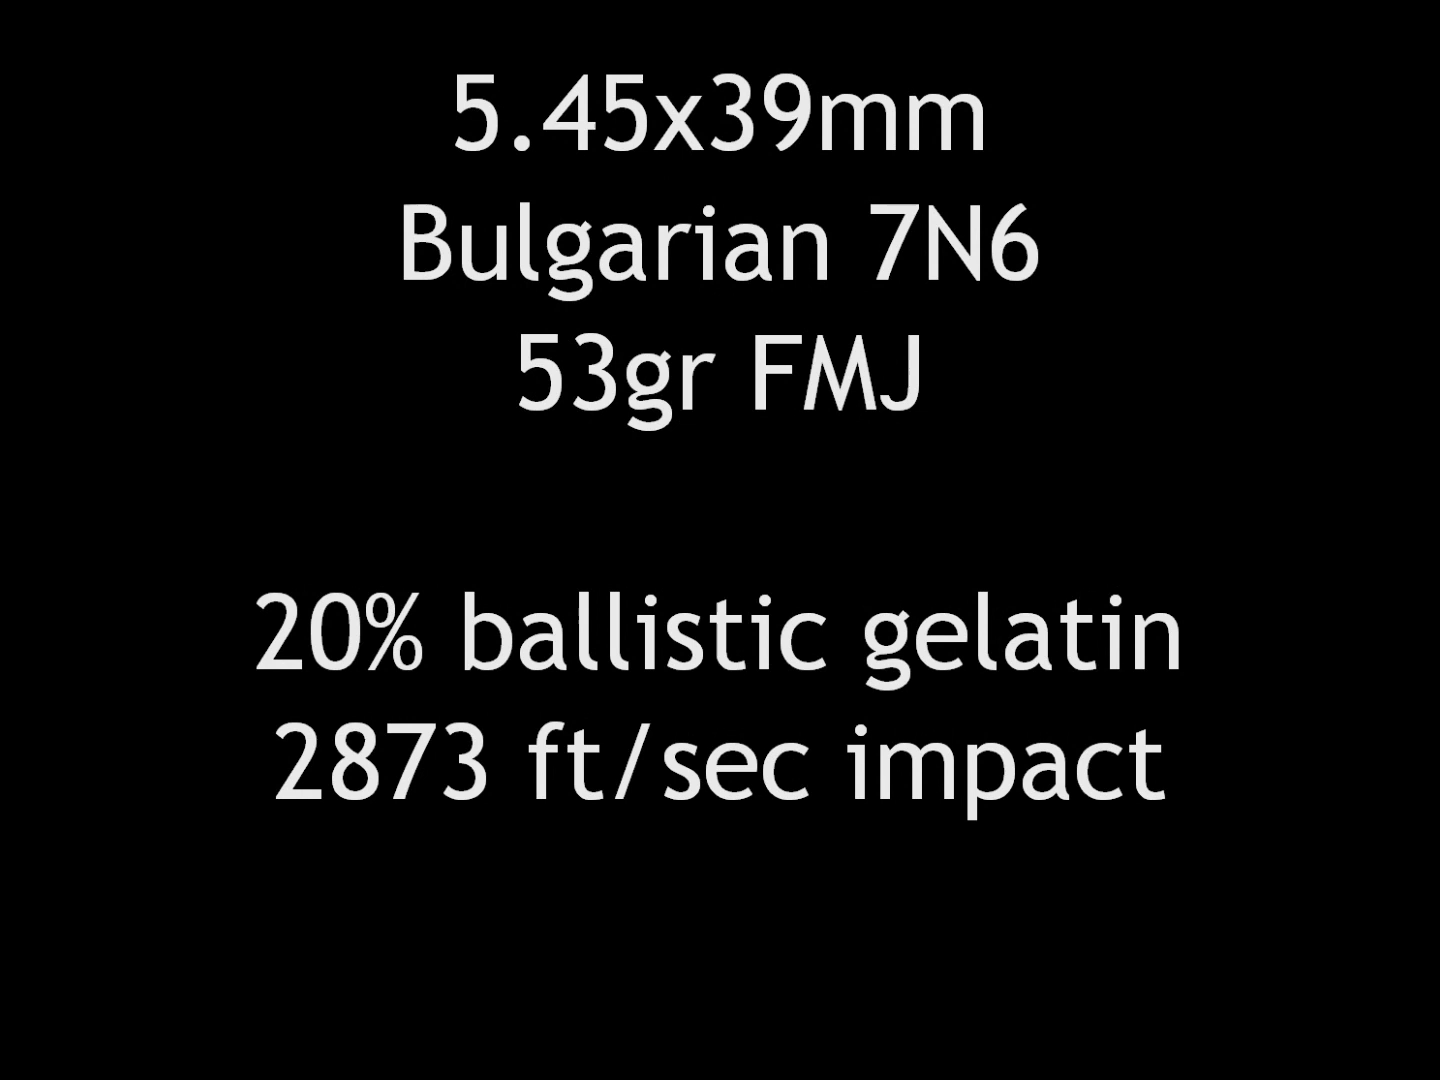 5.45x39mm
Bulgarian 7N6
53gr FMJ
20% ballistic gelatin
2873 ft/sec impact